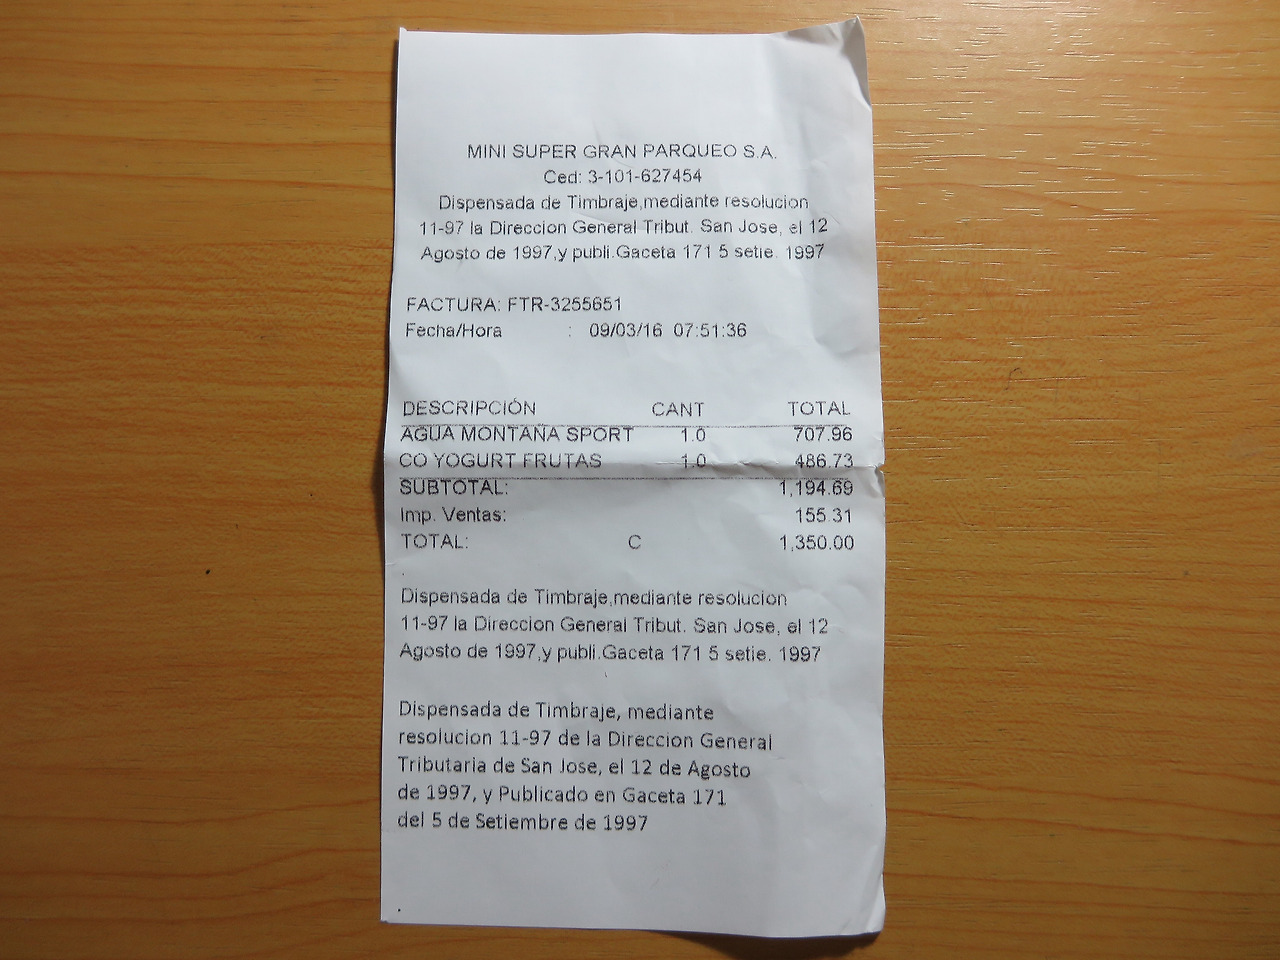 MINI SUPER GRAN PARQUEO S.A.
Ced: 3-101-627454
Dispensada de Timbraje,mediante resolucion
11-97 la Direccion General Tribut. San Jose, el 12
Agosto de 1997,y publi.Gaceta 171 5 setie. 1997
FACTURA: FTR-3255651
Fecha/Hora : 09/03/16 07:51:36
DESCRIPCIÓN CANT TOTAL
AGUA MONTAÑA SPORT 1.0 707.96
CO YOGURT FRUTAS 1.0 486.73
SUBTOTAL: 1,194.69
Imp. Ventas: 155.31
TOTAL: C 1,350.00
Dispensada de Timbraje,mediante resolucion
11-97 la Direccion General Tribut. San Jose, el 12
Agosto de 1997,y publi.Gaceta 171 5 setie. 1997
Dispensada de Timbraje, mediante
resolucion 11-97 de la Direccion General
Tributaria de San Jose, el 12 de Agosto
de 1997, y Publicado en Gaceta 171
del 5 de Setiembre de 1997